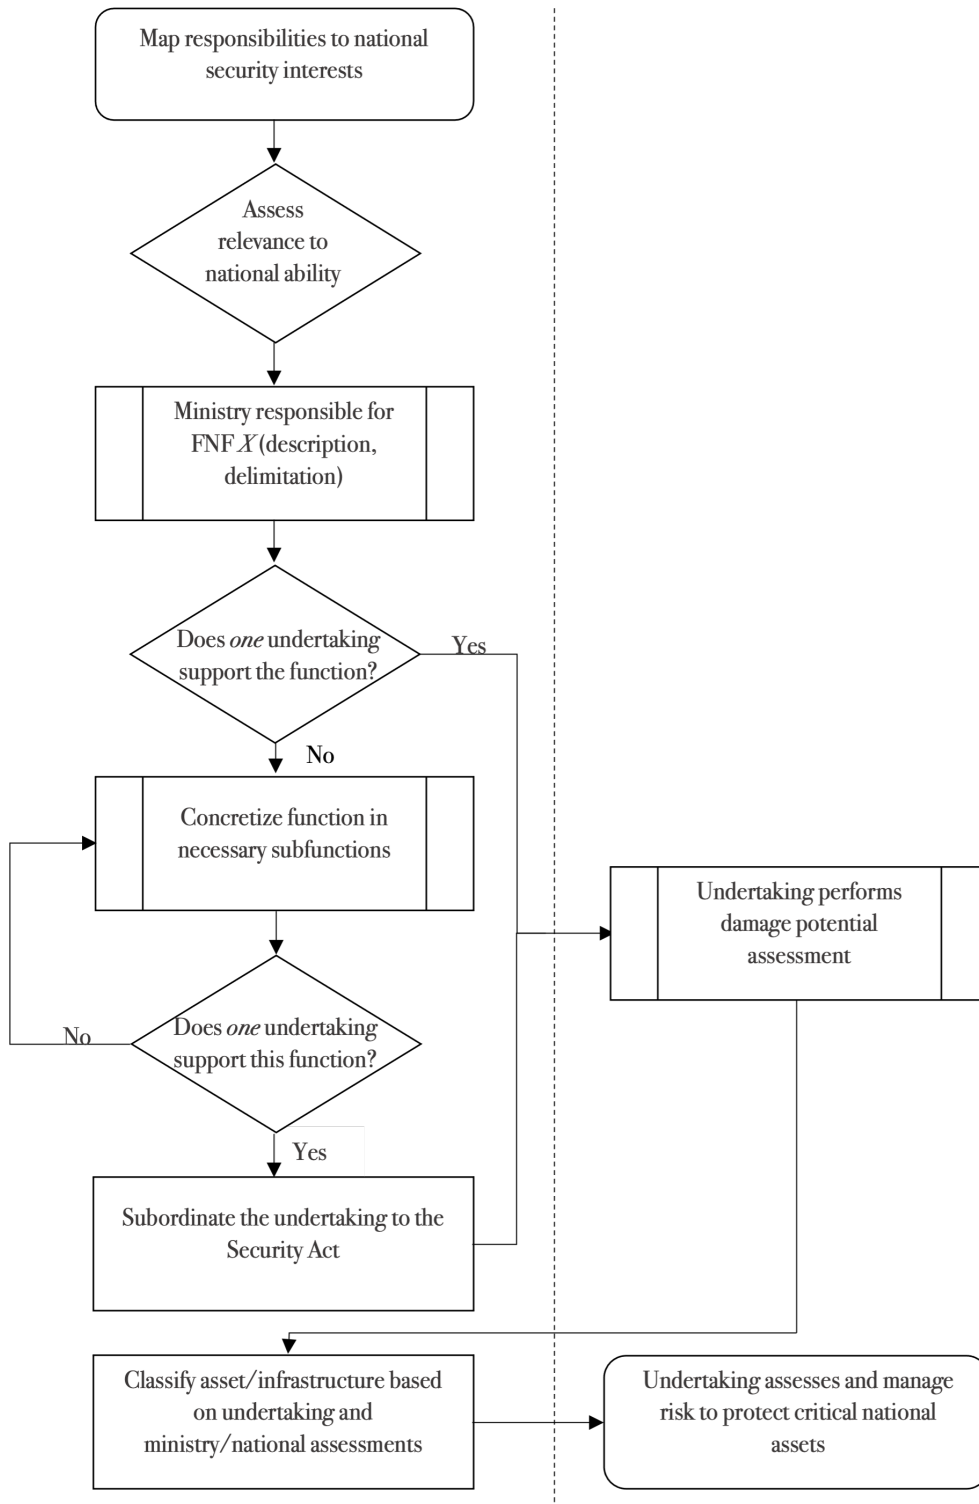 Map responsibilities to national
security interests
Assess
relevance to
national ability
Ministry responsible for
FNF X (description,
delimitation)
Does one undertaking
support the function?
Yes
No
Concretize function in
necessary subfunctions
Undertaking performs
damage potential
assessment
Does one undertaking
support this function?
No
Yes
Subordinate the undertaking to the
Security Act
Classify asset/infrastructure based
on undertaking and
ministry/national assessments
Undertaking assesses and manage
risk to protect critical national
assets